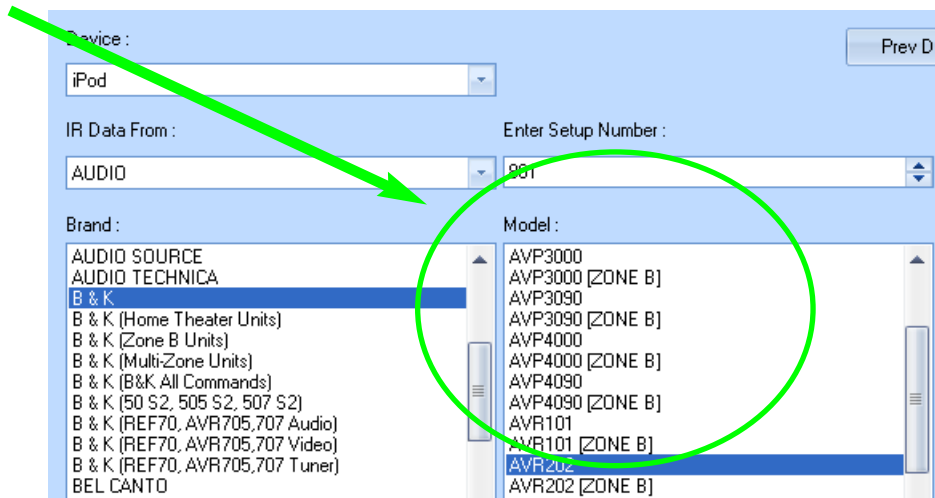 Device :
Prev D
iPod
IR Data From :
Enter Setup Number :
AUDIO
Brand :
Model :
AUDIO SOURCE
AUDIO TECHNICA
B & K
B & K (Home Theater Units)
B & K (Zone B Units)
B & K (Multi-Zone Units)
B & K (B&K All Commands)
B & K (50 S2, 505 S2, 507 S2)
B & K (REF70, AVR705,707 Audio)
B & K (REF70, AVR705,707 Video)
B & K (REF70, AVR705,707 Tuner)
BEL CANTO
AVP3000
AVP3000 [ZONE B]
AVP3090
AVP3090 [ZONE B]
AVP4000
AVP4000 [ZONE B]
AVP4090
AVP4090 [ZONE B]
AVR101
AVR101 [ZONE B]
AVR202
AVR202 [ZONE B]